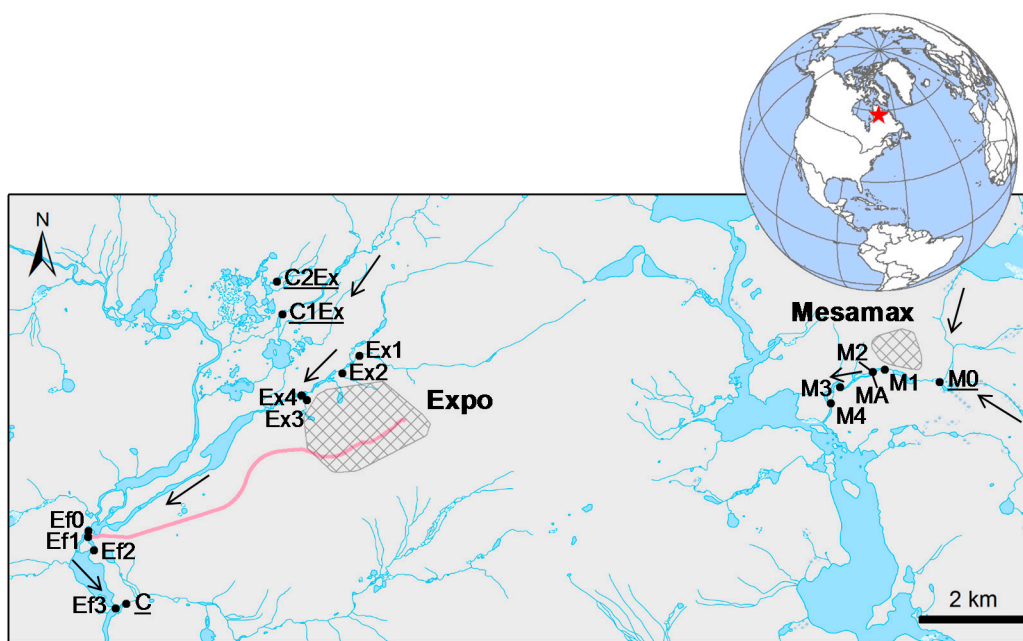 N
C2Ex
C1Ex
Mesamax
Ex1
Ex2
M2
M0
M3
M1
MA
M4
Ex4
Ex3
Expo
Ef0
Ef1
Ef2
Ef3
C
2 km